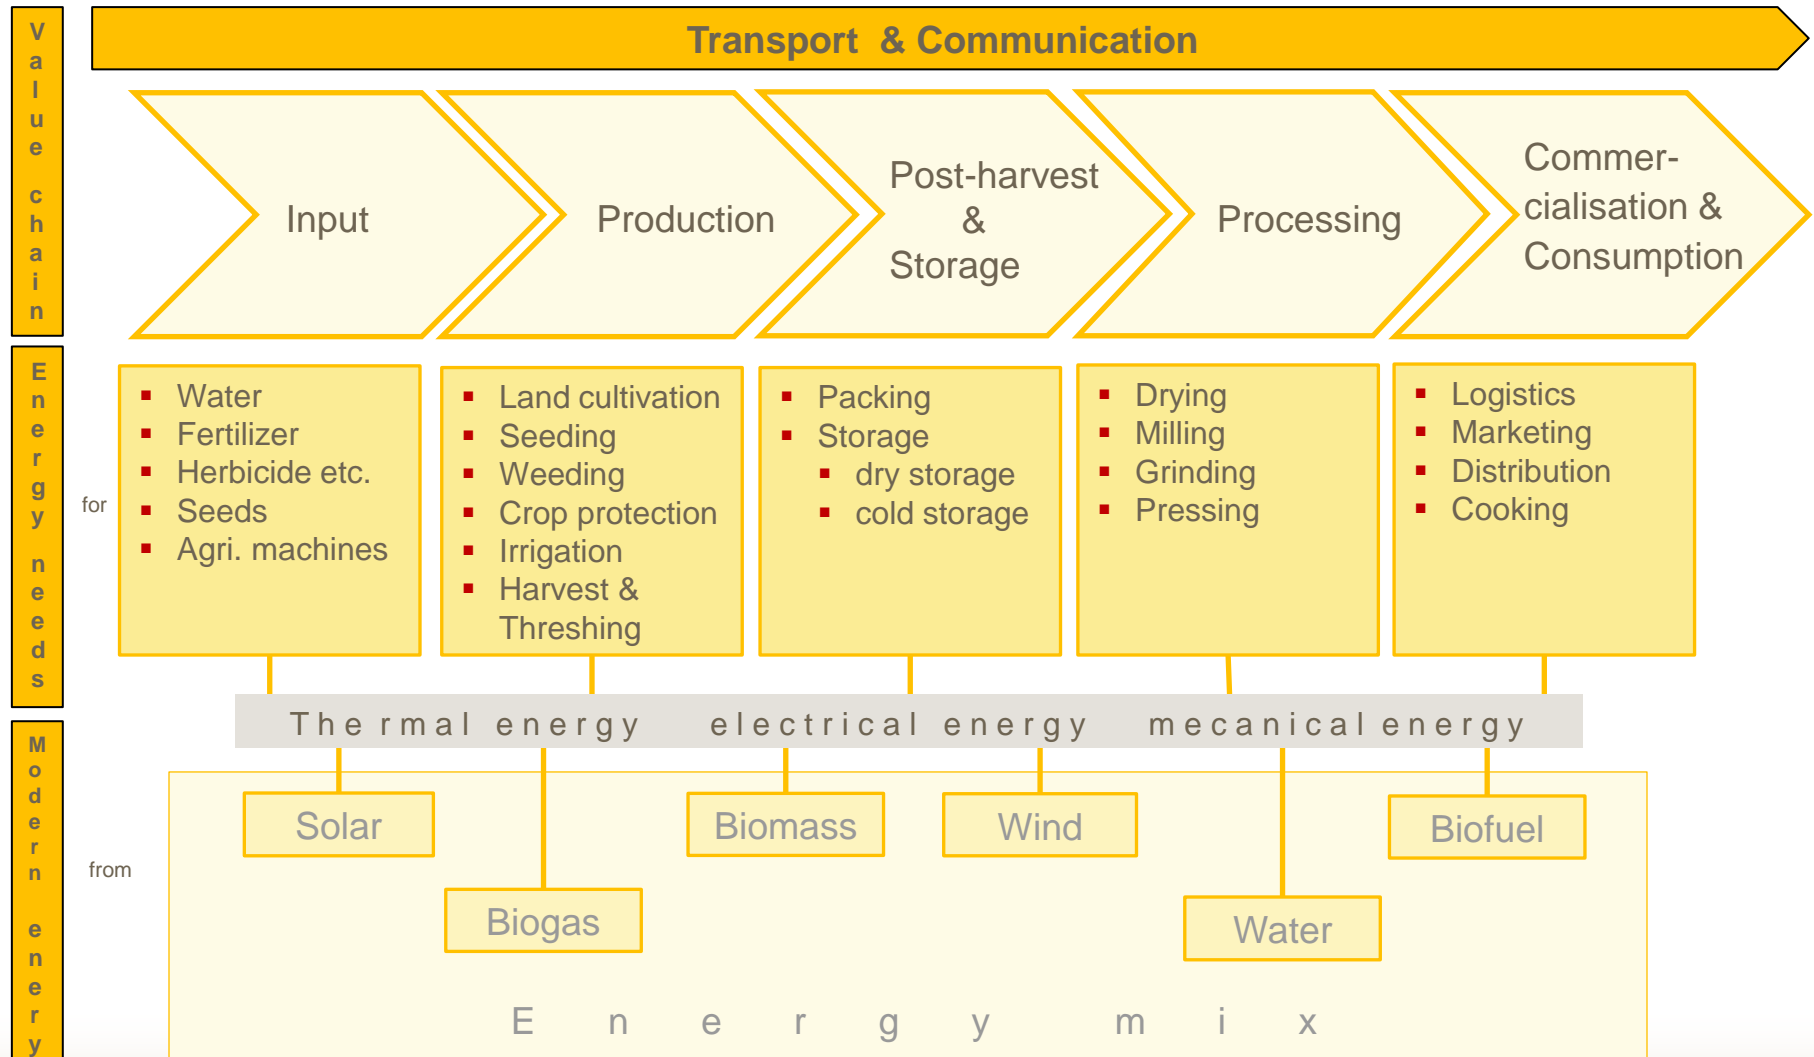 Value chain
Transport & Communication
Input
Production
Post-harvest
&
Storage
Processing
Commer-
cialisation &
Consumption
Energy needs
for
Water
Fertilizer
Herbicide etc.
Seeds
Agri. machines
Land cultivation
Seeding
Weeding
Crop protection
Irrigation
Harvest &
Threshing
Packing
Storage
dry storage
cold storage
Drying
Milling
Grinding
Pressing
Logistics
Marketing
Distribution
Cooking
Thermal energy electrical energy mecanical energy
Modern enery
from
Solar
Biomass
Wind
Biofuel
Biogas
Water
Energy mix